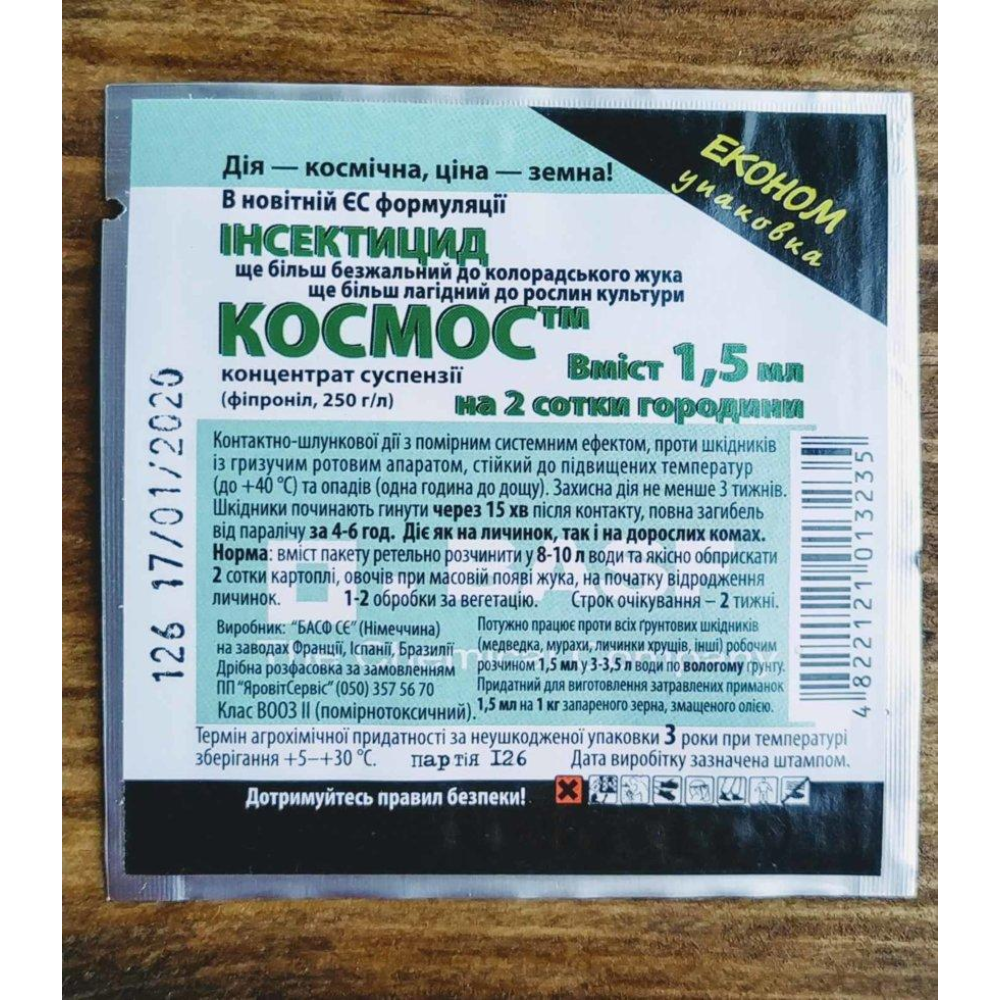 ЕКОНОМ
упаковка
Дія — космічна, ціна — земна!
В новітній ЄС формуляції
ІНСЕКТИЦИД
ще більш безжальний до колорадського жука
ще більш лагідний до рослин культури
КОСМОС™
концентрат суспензії
(фіпроніл, 250 г/л)
Вміст 1,5 мл
на 2 сотки городини
Контактно-шлункової дії з помірним системним ефектом, проти шкідників
із гризучим ротовим апаратом, стійкий до підвищених температур
(до +40 °С) та опадів (одна година до дощу). Захисна дія не менше 3 тижнів.
Шкідники починають гинути через 15 хв після контакту, повна загибель
від паралічу за 4-6 год. Діє як на личинок, так і на дорослих комах.
Норма: вміст пакету ретельно розчинити у 8-10 л води та якісно обприскати
2 сотки картоплі, овочів при масовій появі жука, на початку відродження
личинок. 1-2 обробки за вегетацію. Строк очікування – 2 тижні.
Виробник: "БАСФ СЄ" (Німеччина)
на заводах Франції, Іспанії, Бразилії
Дрібна розфасовка за замовленням
ПП "ЯровітСервіс" (050) 357 56 70
Клас ВООЗ ІІ (помірнотоксичний).
Потужно працює проти всіх ґрунтових шкідників
(медведка, мурахи, личинки хрущів, інші) робочим
розчином 1,5 мл у 3-3,5 л води по вологому ґрунту.
Придатний для виготовлення затравлених приманок
1,5 мл на 1 кг запареного зерна, змащеного олією.
BASF
The Chemical Company
Термін агрохімічної придатності за неушкодженої упаковки 3 роки при температурі
зберігання +5–+30 °С. партія І26 Дата виробітку зазначена штампом.
Дотримуйтесь правил безпеки!
126 17/01/2020
4 822121 013235